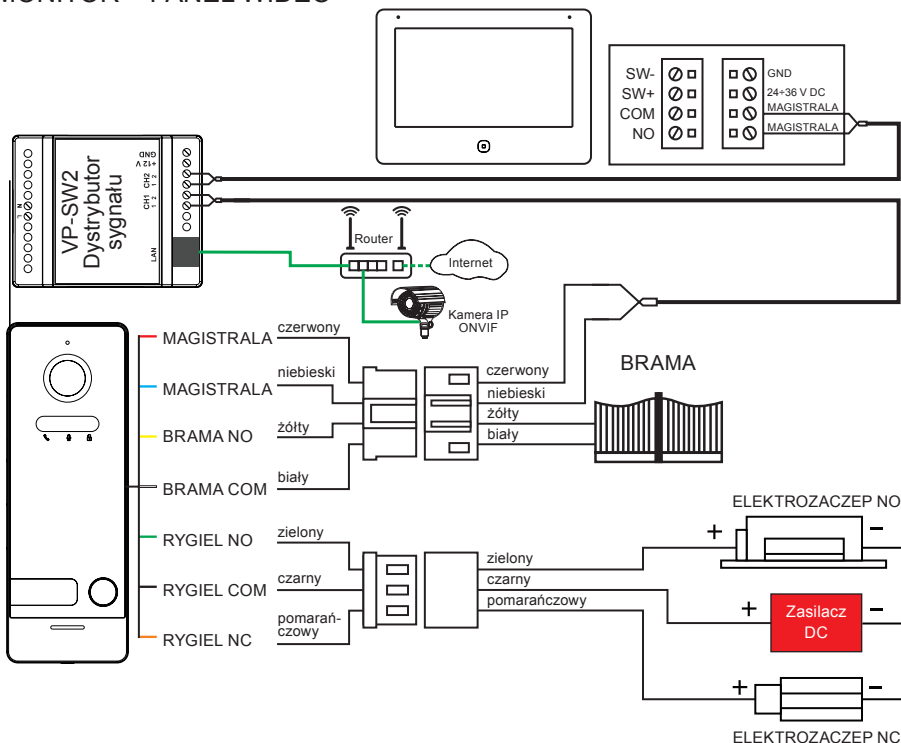 SW-
SW+
COM
NO
GND
24÷36 V DC
MAGISTRALA
MAGISTRALA
VP-SW2
Dystrybutor
sygnału
GND
+12 V
CH2
1 2
CH1
1 2
LAN
N
L
Router
Internet
Kamera IP
ONVIF
MAGISTRALA
czerwony
MAGISTRALA
niebieski
BRAMA NO
żółty
BRAMA COM
biały
RYGIEL NO
zielony
RYGIEL COM
czarny
RYGIEL NC
pomarań-
czowy
czerwony
niebieski
żółty
biały
BRAMA
zielony
czarny
pomarańczowy
ELEKTROZACZEP NO
+ −
+ Zasilacz −
DC
+ −
ELEKTROZACZEP NC